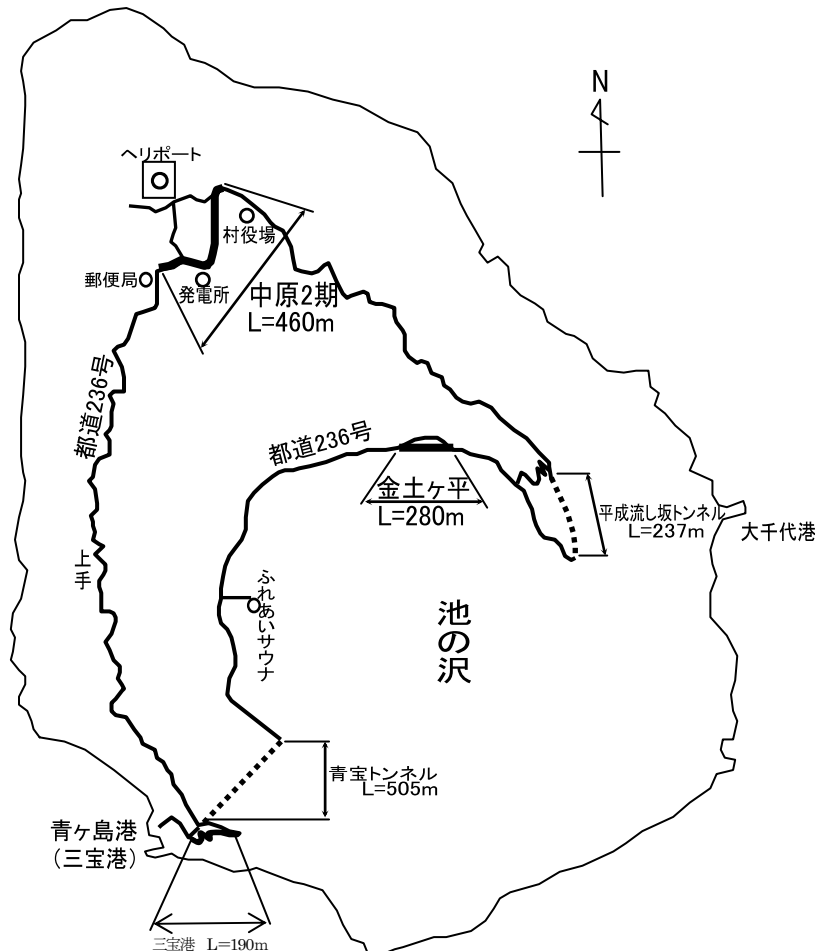 N
ヘリポート
村役場
郵便局
発電所
中原2期
L=460m
都道236号
都道236号
金土ヶ平
L=280m
平成流し坂トンネル
L=237m
大千代港
上手
ふれあいサウナ
池の沢
青宝トンネル
L=505m
青ヶ島港
（三宝港）
三宝港 L=190m